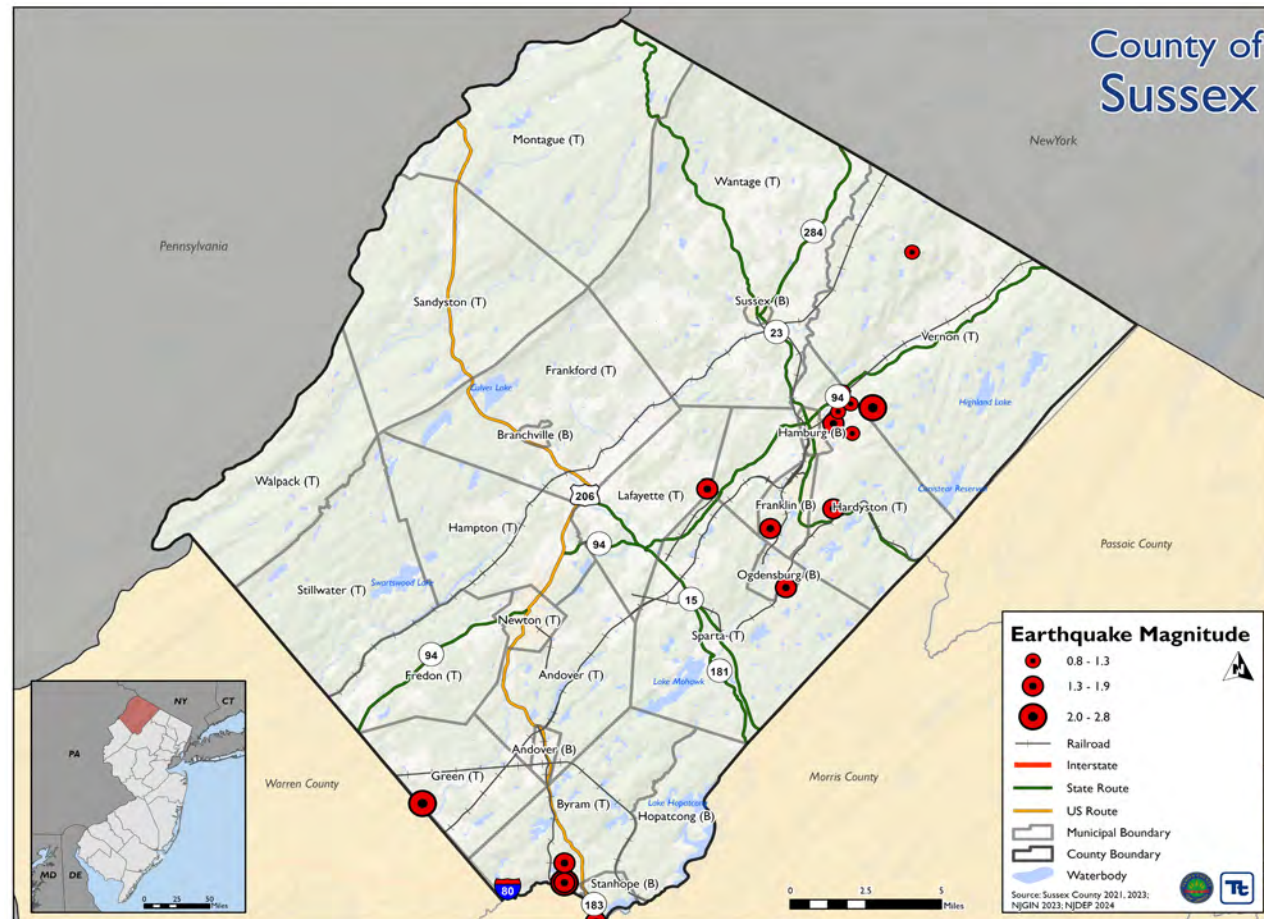 County of
Sussex
NewYork
Pennsylvania
Montague (T)
Wantage (T)
284
Sandyston (T)
Sussex (B)
23
Vernon (T)
Frankford (T)
Culver Lake
94
Highland Lake
Branchville (B)
Hamburg (B)
Walpack (T)
206
Lafayette (T)
Canistear Reservoir
Franklin (B)
Hardyston (T)
Hampton (T)
94
Passaic County
Stillwater (T)
Swartswood Lake
Ogdensburg (B)
15
Newton (T)
Sparta (T)
94
Fredon (T)
Andover (T)
Lake Mohawk
181
Andover (B)
Warren County
Green (T)
Morris County
Byram (T)
Lake Hopatcong
Hopatcong (B)
80
Stanhope (B)
183
NY
CT
PA
MD
DE
0 25 50
Miles
0 2.5 5
Miles
Earthquake Magnitude
N
0.8 - 1.3
1.3 - 1.9
2.0 - 2.8
Railroad
Interstate
State Route
US Route
Municipal Boundary
County Boundary
Waterbody
Source: Sussex County 2021, 2023;
NJGIN 2023; NJDEP 2024
Tt